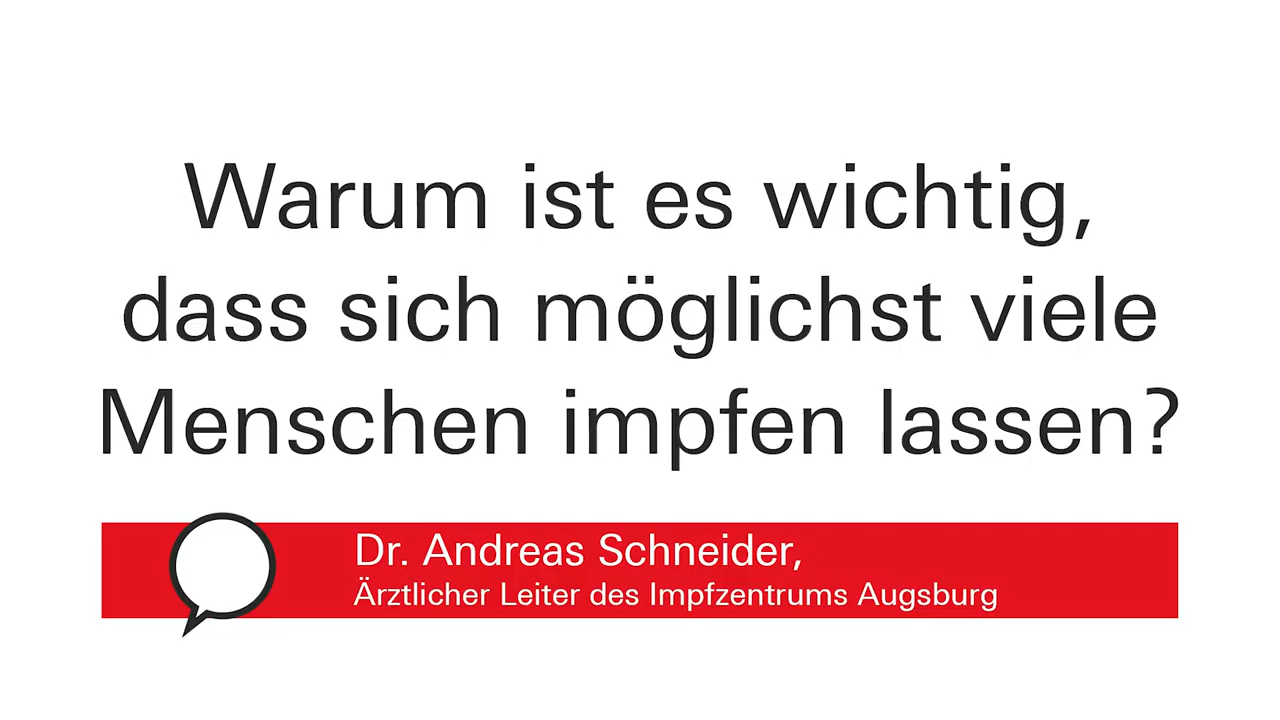 Warum ist es wichtig,
dass sich möglichst viele
Menschen impfen lassen?
Dr. Andreas Schneider,
Ärztlicher Leiter des Impfzentrums Augsburg